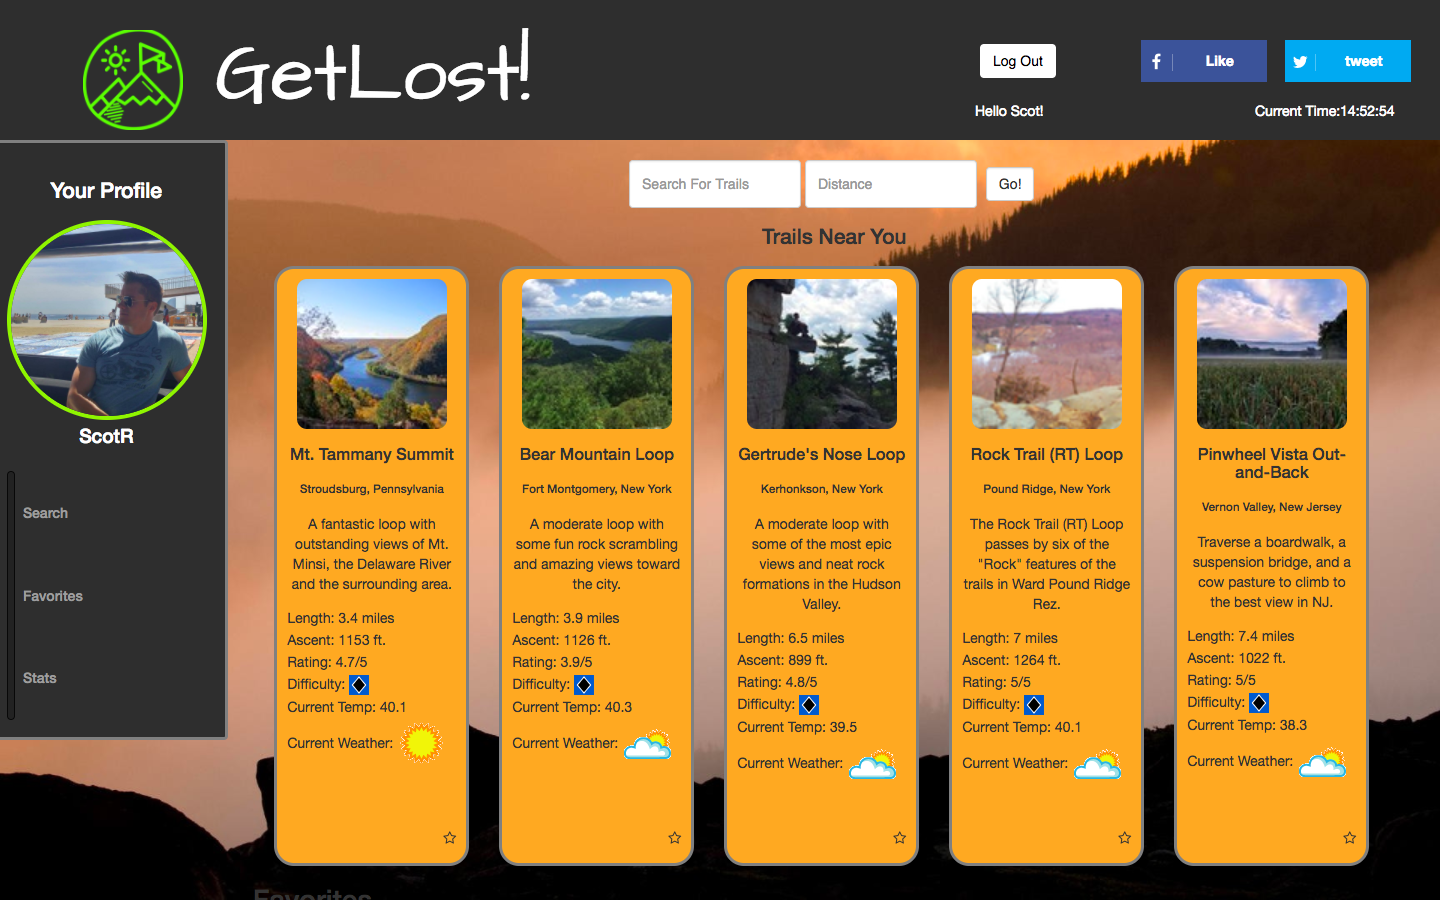 GetLost!
Log Out
Like
tweet
Hello Scot!
Current Time:14:52:54
Your Profile
ScotR
Search
Favorites
Stats
Search For Trails
Distance
Go!
Trails Near You
Mt. Tammany Summit
Stroudsburg, Pennsylvania
A fantastic loop with
outstanding views of Mt.
Minsi, the Delaware River
and the surrounding area.
Length: 3.4 miles
Ascent: 1153 ft.
Rating: 4.7/5
Difficulty:
Current Temp: 40.1
Current Weather:
Bear Mountain Loop
Fort Montgomery, New York
A moderate loop with
some fun rock scrambling
and amazing views toward
the city.
Length: 3.9 miles
Ascent: 1126 ft.
Rating: 3.9/5
Difficulty:
Current Temp: 40.3
Current Weather:
Gertrude's Nose Loop
Kerhonkson, New York
A moderate loop with
some of the most epic
views and neat rock
formations in the Hudson
Valley.
Length: 6.5 miles
Ascent: 899 ft.
Rating: 4.8/5
Difficulty:
Current Temp: 39.5
Current Weather:
Rock Trail (RT) Loop
Pound Ridge, New York
The Rock Trail (RT) Loop
passes by six of the
"Rock" features of the
trails in Ward Pound Ridge
Rez.
Length: 7 miles
Ascent: 1264 ft.
Rating: 5/5
Difficulty:
Current Temp: 40.1
Current Weather:
Pinwheel Vista Out-
and-Back
Vernon Valley, New Jersey
Traverse a boardwalk, a
suspension bridge, and a
cow pasture to climb to
the best view in NJ.
Length: 7.4 miles
Ascent: 1022 ft.
Rating: 5/5
Difficulty:
Current Temp: 38.3
Current Weather:
Favorites